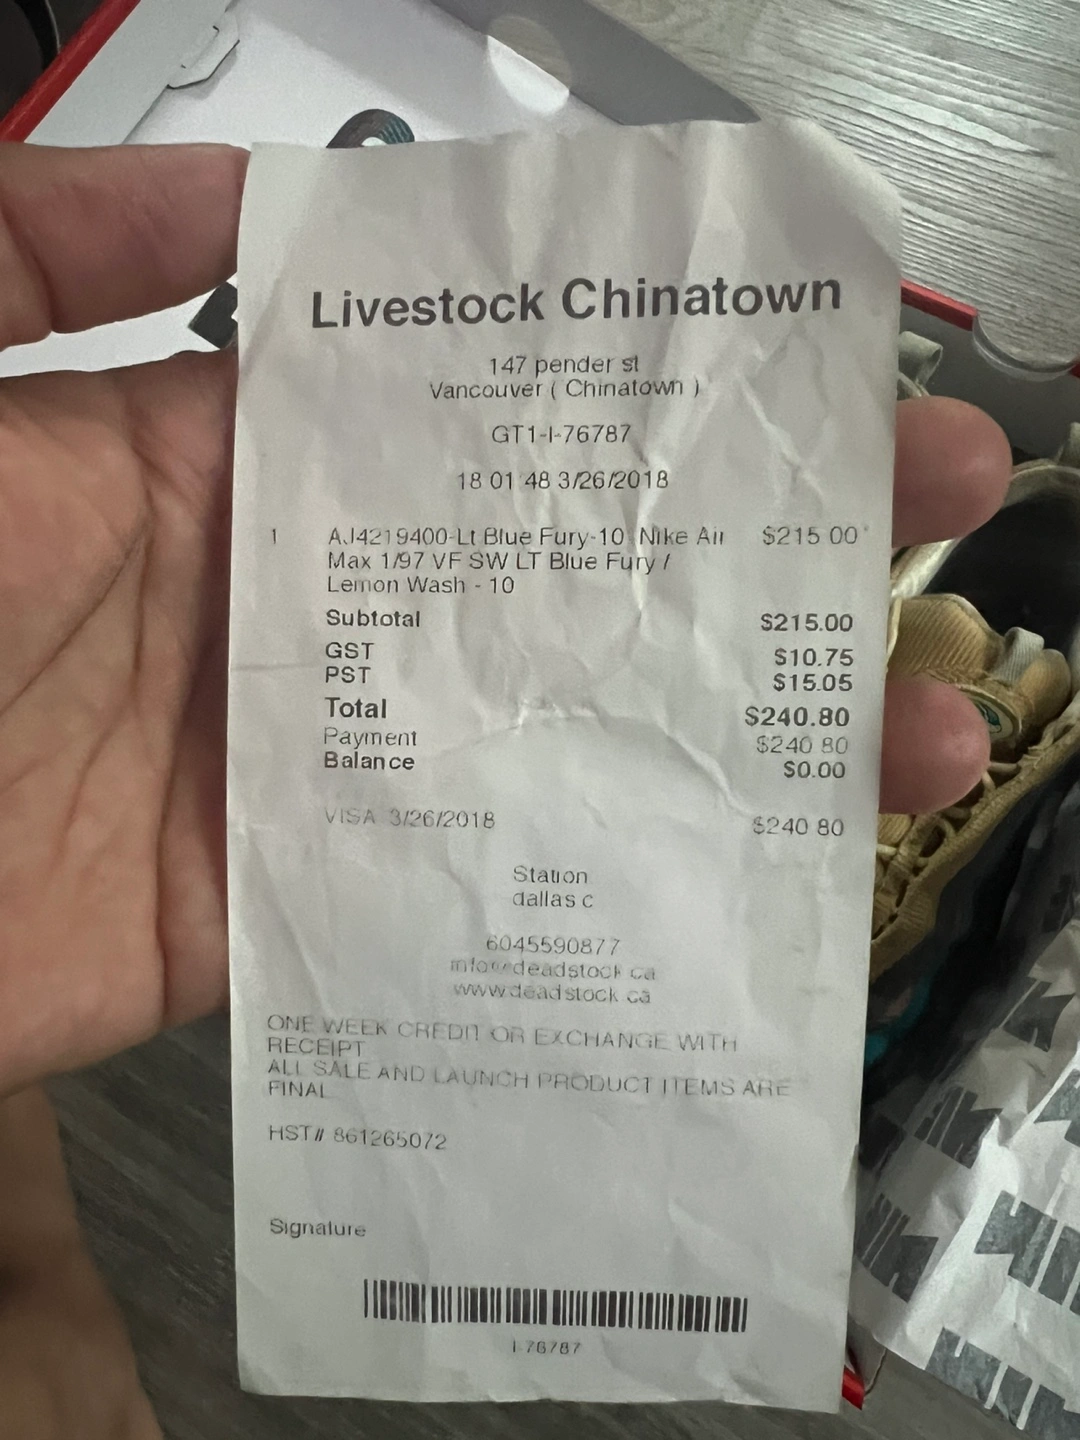 Livestock Chinatown
147 pender st
Vancouver ( Chinatown )
GT1-I-76787
18 01 48 3/26/2018
1 AJ4219400-Lt Blue Fury-10 Nike Air $215 00
Max 1/97 VF SW LT Blue Fury /
Lemon Wash - 10
Subtotal $215.00
GST $10.75
PST $15.05
Total $240.80
Payment $240 80
Balance $0.00
VISA 3/26/2018 $240 80
Station
dallas c
6045590877
info@deadstock ca
www deadstock ca
ONE WEEK CREDIT OR EXCHANGE WITH
RECEIPT
ALL SALE AND LAUNCH PRODUCT ITEMS ARE
FINAL
HST# 861265072
Signature
I-76787